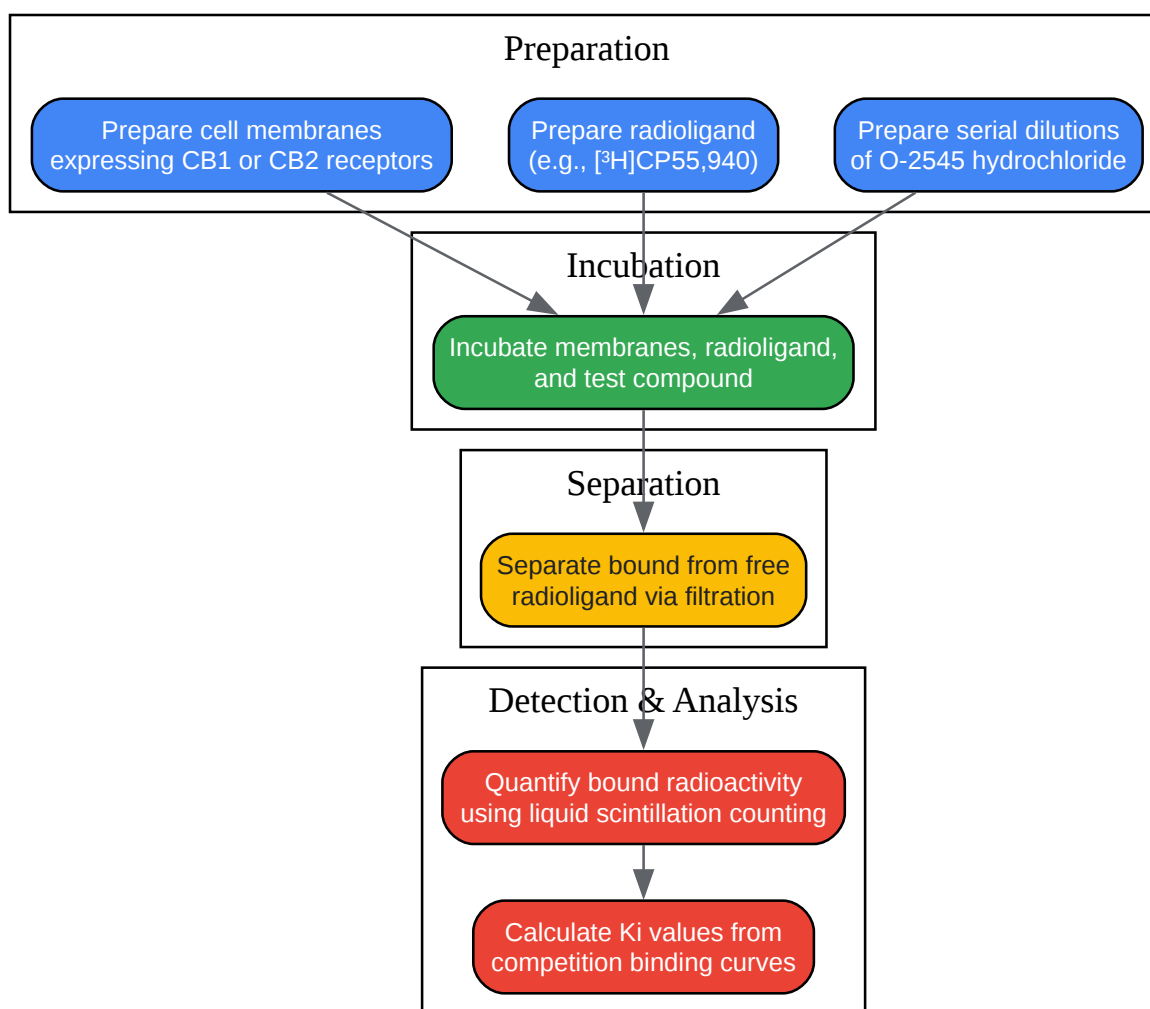 Preparation
Prepare cell membranes
expressing CB1 or CB2 receptors
Prepare radioligand
(e.g., [³H]CP55,940)
Prepare serial dilutions
of O-2545 hydrochloride
Incubation
Incubate membranes, radioligand,
and test compound
Separation
Separate bound from free
radioligand via filtration
Detection & Analysis
Quantify bound radioactivity
using liquid scintillation counting
Calculate Ki values from
competition binding curves